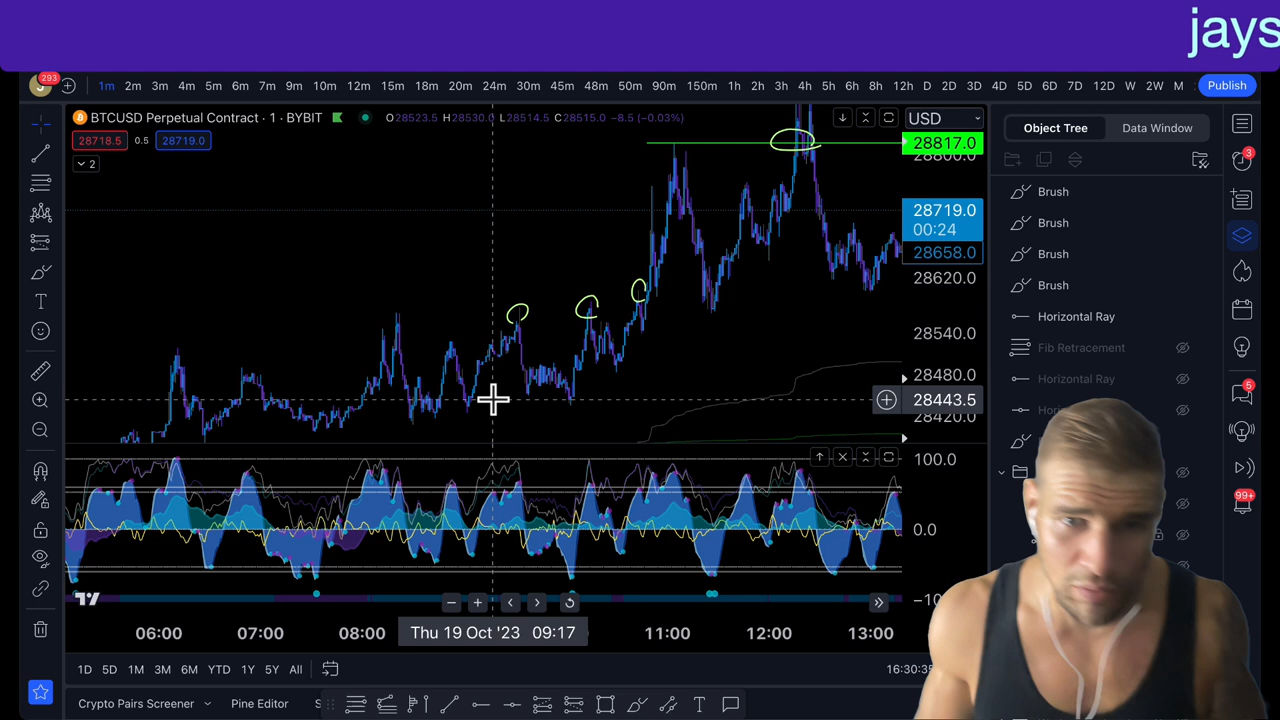 jays
293
1m 2m 3m 4m 5m 6m 7m 9m 10m 12m 15m 18m 20m 24m 30m 45m 48m 50m 90m 150m 1h 2h 3h 4h 5h 6h 8h 12h D 2D 3D 4D 5D 6D 7D 12D W 2W M
Publish
BTCUSD Perpetual Contract · 1 · BYBIT
O28523.5 H28530.0 L28514.5 C28515.0 -8.5 (-0.03%)
USD
Object Tree
Data Window
28718.5 0.5 28719.0
28817.0
28800.0
2
3
Brush
28719.0
00:24
Brush
28658.0
Brush
28620.0
Brush
Horizontal Ray
28540.0
Fib Retracement
28480.0
Horizontal Ray
5
28443.5
28420.0
100.0
99+
0.0
06:00 07:00 08:00 Thu 19 Oct '23 09:17 11:00 12:00 13:00
1D 5D 1M 3M 6M YTD 1Y 5Y All
16:30:35
Crypto Pairs Screener
Pine Editor